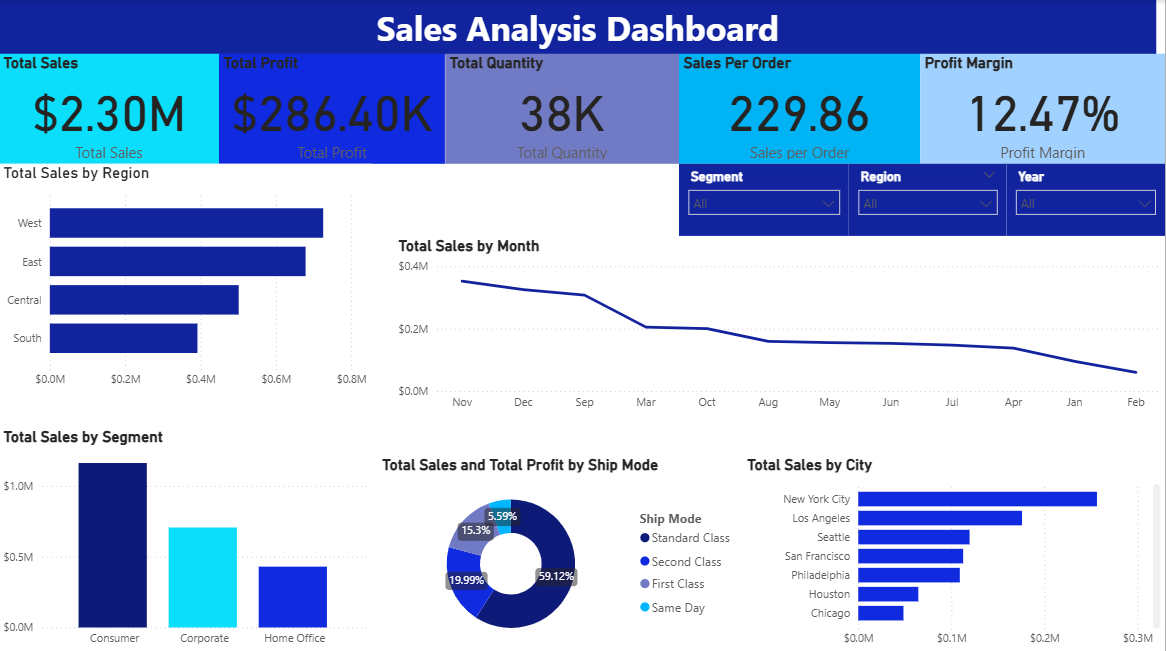 Sales Analysis Dashboard
Total Sales
$2.30M
Total Sales
Total Profit
$286.40K
Total Profit
Total Quantity
38K
Total Quantity
Sales Per Order
229.86
Sales per Order
Profit Margin
12.47%
Profit Margin
Segment
All
Region
All
Year
All
Total Sales by Region
West
East
Central
South
$0.0M $0.2M $0.4M $0.6M $0.8M
Total Sales by Month
$0.4M
$0.2M
$0.0M
Nov Dec Sep Mar Oct Aug May Jun Jul Apr Jan Feb
Total Sales by Segment
$1.0M
$0.5M
$0.0M
Consumer Corporate Home Office
Total Sales and Total Profit by Ship Mode
5.59%
15.3%
19.99%
59.12%
Ship Mode
Standard Class
Second Class
First Class
Same Day
Total Sales by City
New York City
Los Angeles
Seattle
San Francisco
Philadelphia
Houston
Chicago
$0.0M $0.1M $0.2M $0.3M